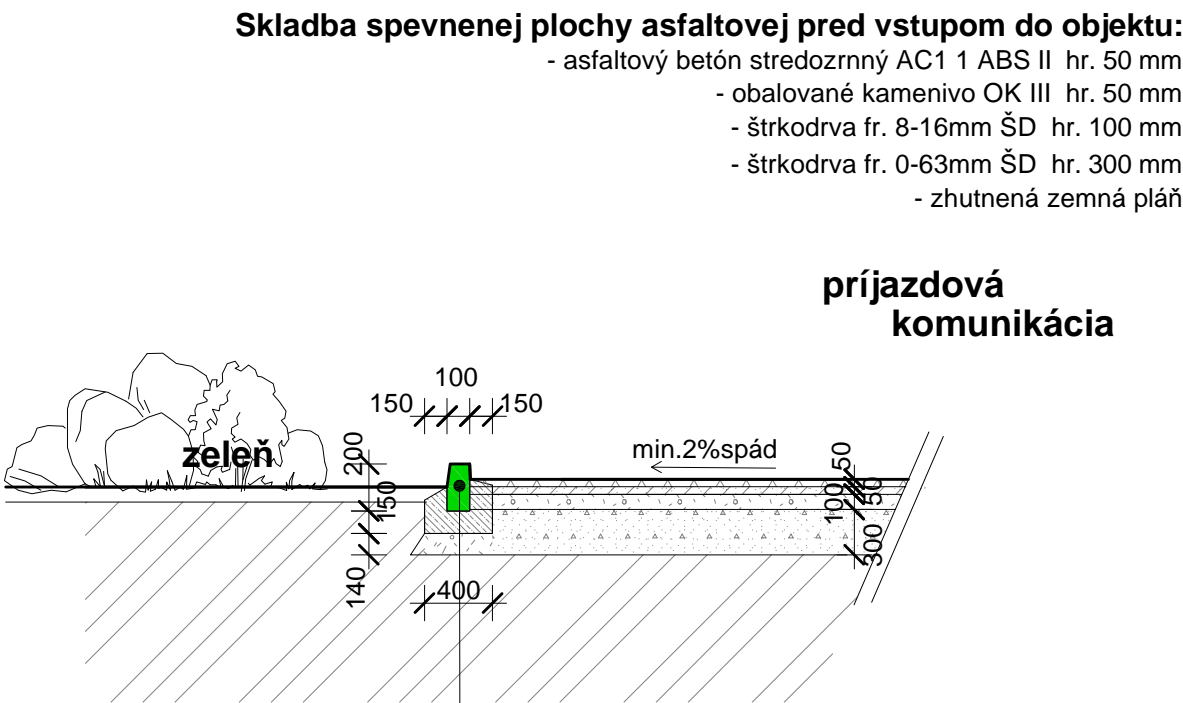 Skladba spevnenej plochy asfaltovej pred vstupom do objektu:
- asfaltový betón stredozrnný AC1 1 ABS II  hr. 50 mm
- obalované kamenivo OK III  hr. 50 mm
- štrkodrva fr. 8-16mm ŠD  hr. 100 mm
- štrkodrva fr. 0-63mm ŠD  hr. 300 mm
- zhutnená zemná pláň
príjazdová
komunikácia
100
150
150
zeleň
200
150
140
400
min.2%spád
50
50
100
300